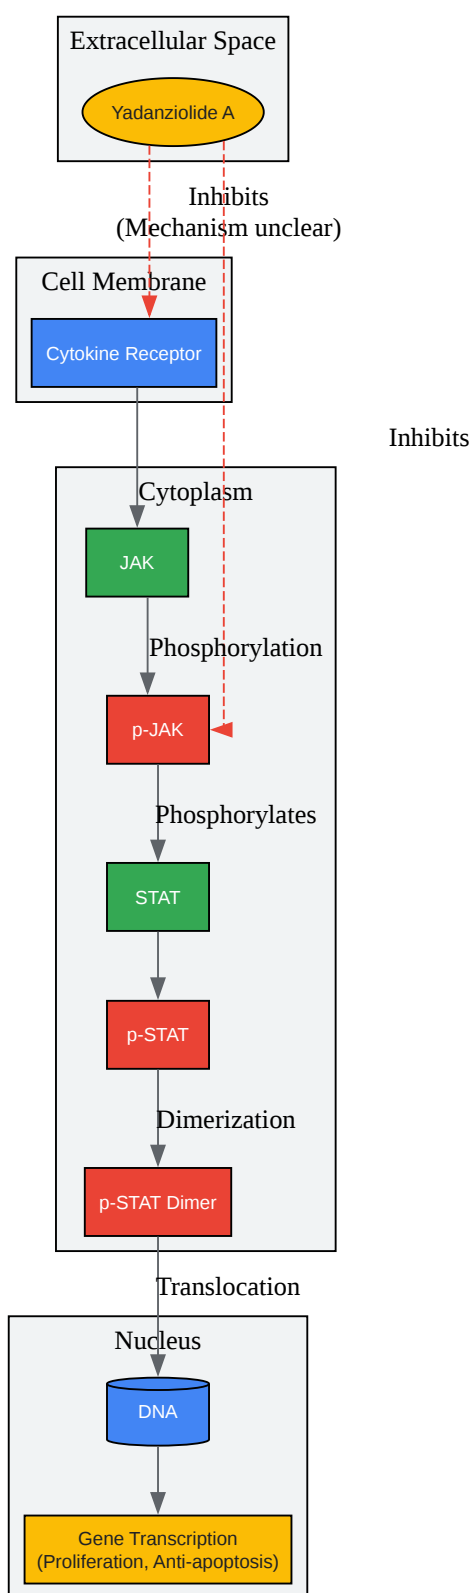 Extracellular Space
Yadanziolide A
Inhibits
(Mechanism unclear)
Cell Membrane
Cytokine Receptor
Inhibits
Cytoplasm
JAK
Phosphorylation
p-JAK
Phosphorylates
STAT
p-STAT
Dimerization
p-STAT Dimer
Translocation
Nucleus
DNA
Gene Transcription
(Proliferation, Anti-apoptosis)